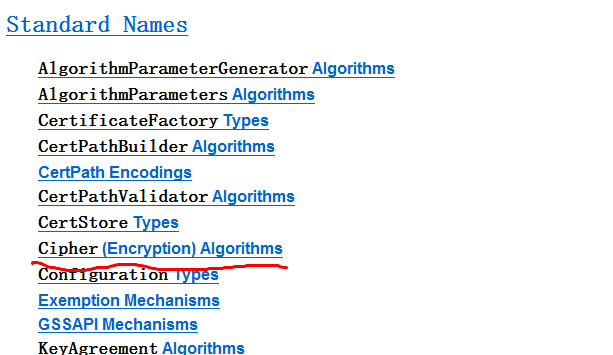 Standard Names
AlgorithmParameterGenerator Algorithms
AlgorithmParameters Algorithms
CertificateFactory Types
CertPathBuilder Algorithms
CertPath Encodings
CertPathValidator Algorithms
CertStore Types
Cipher (Encryption) Algorithms
Configuration Types
Exemption Mechanisms
GSSAPI Mechanisms
KeyAgreement Algorithms